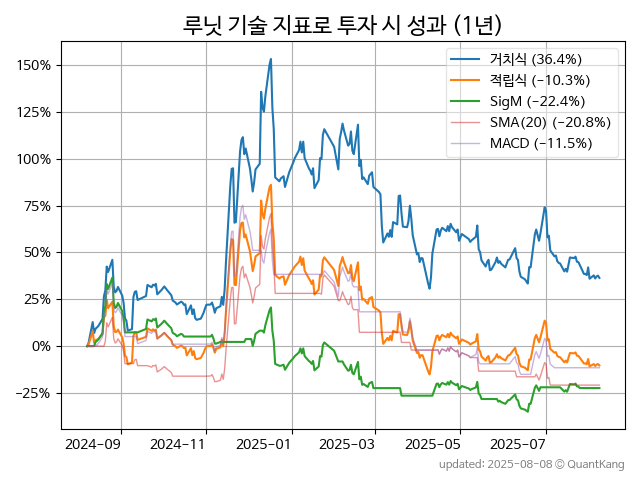 루닛 기술 지표로 투자 시 성과 (1년)
거치식 (36.4%)
적립식 (−10.3%)
SigM (−22.4%)
SMA(20) (−20.8%)
MACD (−11.5%)
150%
125%
100%
75%
50%
25%
0%
−25%
2024-09 2024-11 2025-01 2025-03 2025-05 2025-07
updated: 2025-08-08 © QuantKang